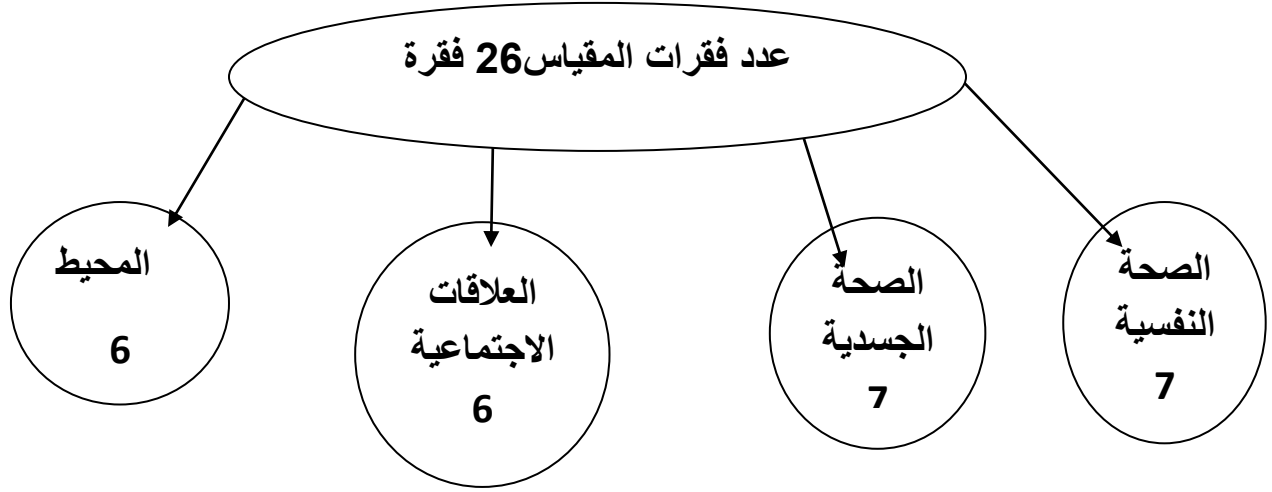 عدد فقرات المقياس26 فقرة
الصحة
النفسية
7
الصحة
الجسدية
7
العلاقات
الاجتماعية
6
المحيط
6